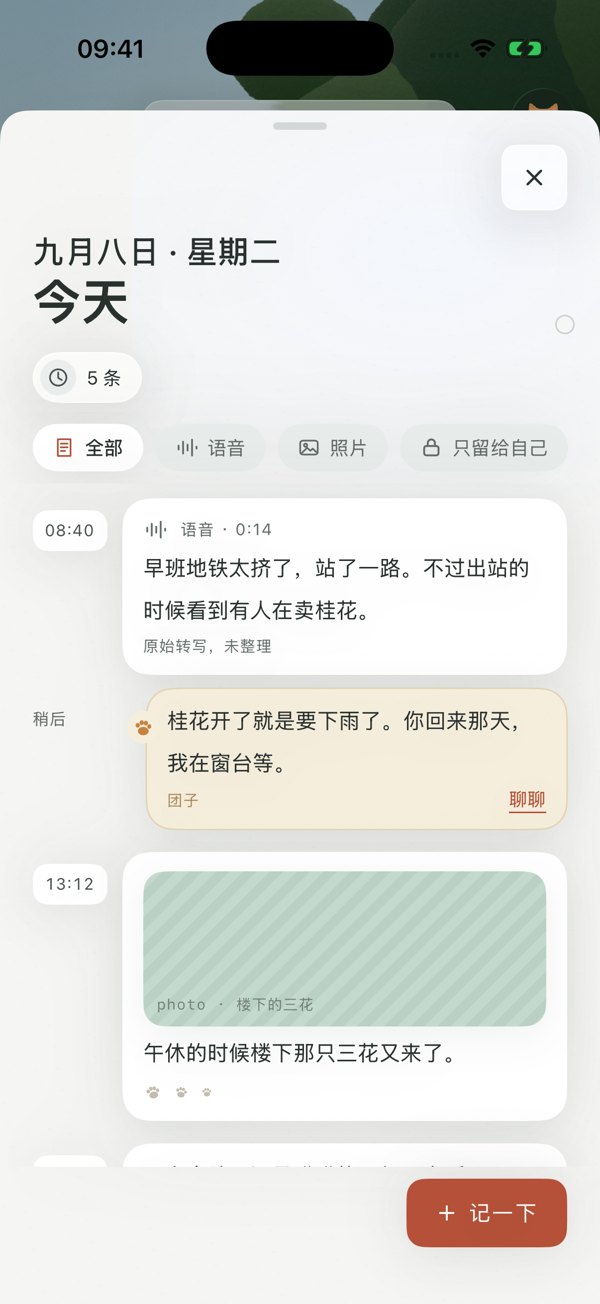 09:41
九月八日 · 星期二
今天
5 条
全部
语音
照片
只留给自己
08:40
语音 · 0:14
早班地铁太挤了，站了一路。不过出站的
时候看到有人在卖桂花。
原始转写，未整理
稍后
桂花开了就是要下雨了。你回来那天，
我在窗台等。
团子
聊聊
13:12
photo · 楼下的三花
午休的时候楼下那只三花又来了。
+ 记一下